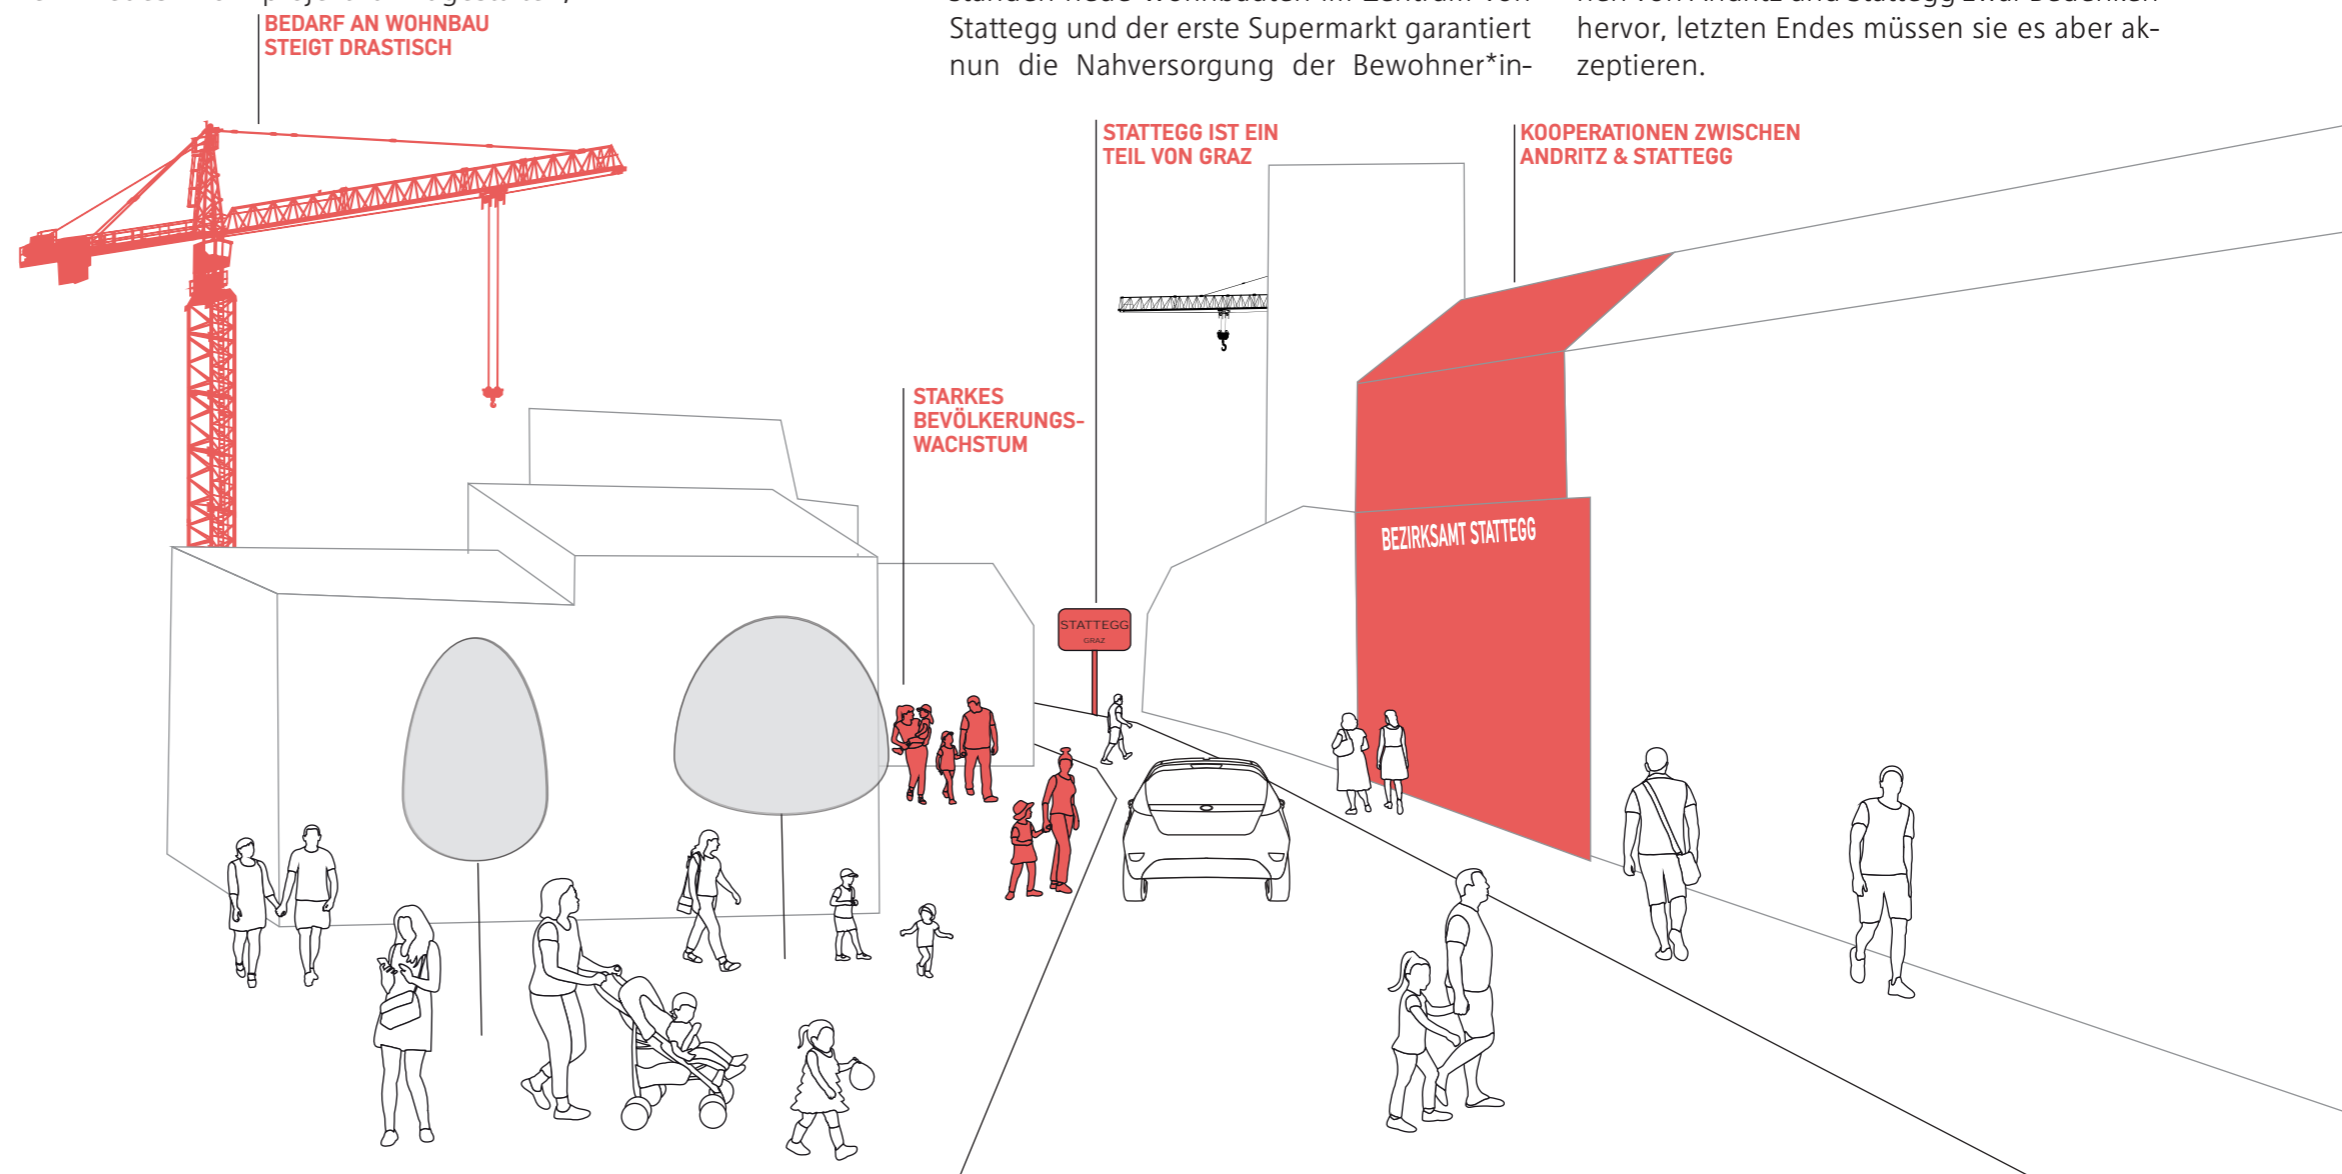 BEDARF AN WOHNBAU
STEIGT DRASTISCH
Stattegg und der erste Supermarkt garantiert
nun die Nahversorgung der Bewohner*in-
hervor, letzten Endes müssen sie es aber ak-
zeptieren.
STATTEGG IST EIN
TEIL VON GRAZ
KOOPERATIONEN ZWISCHEN
ANDRITZ & STATTEGG
STARKES
BEVÖLKERUNGS-
WACHSTUM
BEZIRKSAMT STATTEGG
STATTEGG
GRAZ